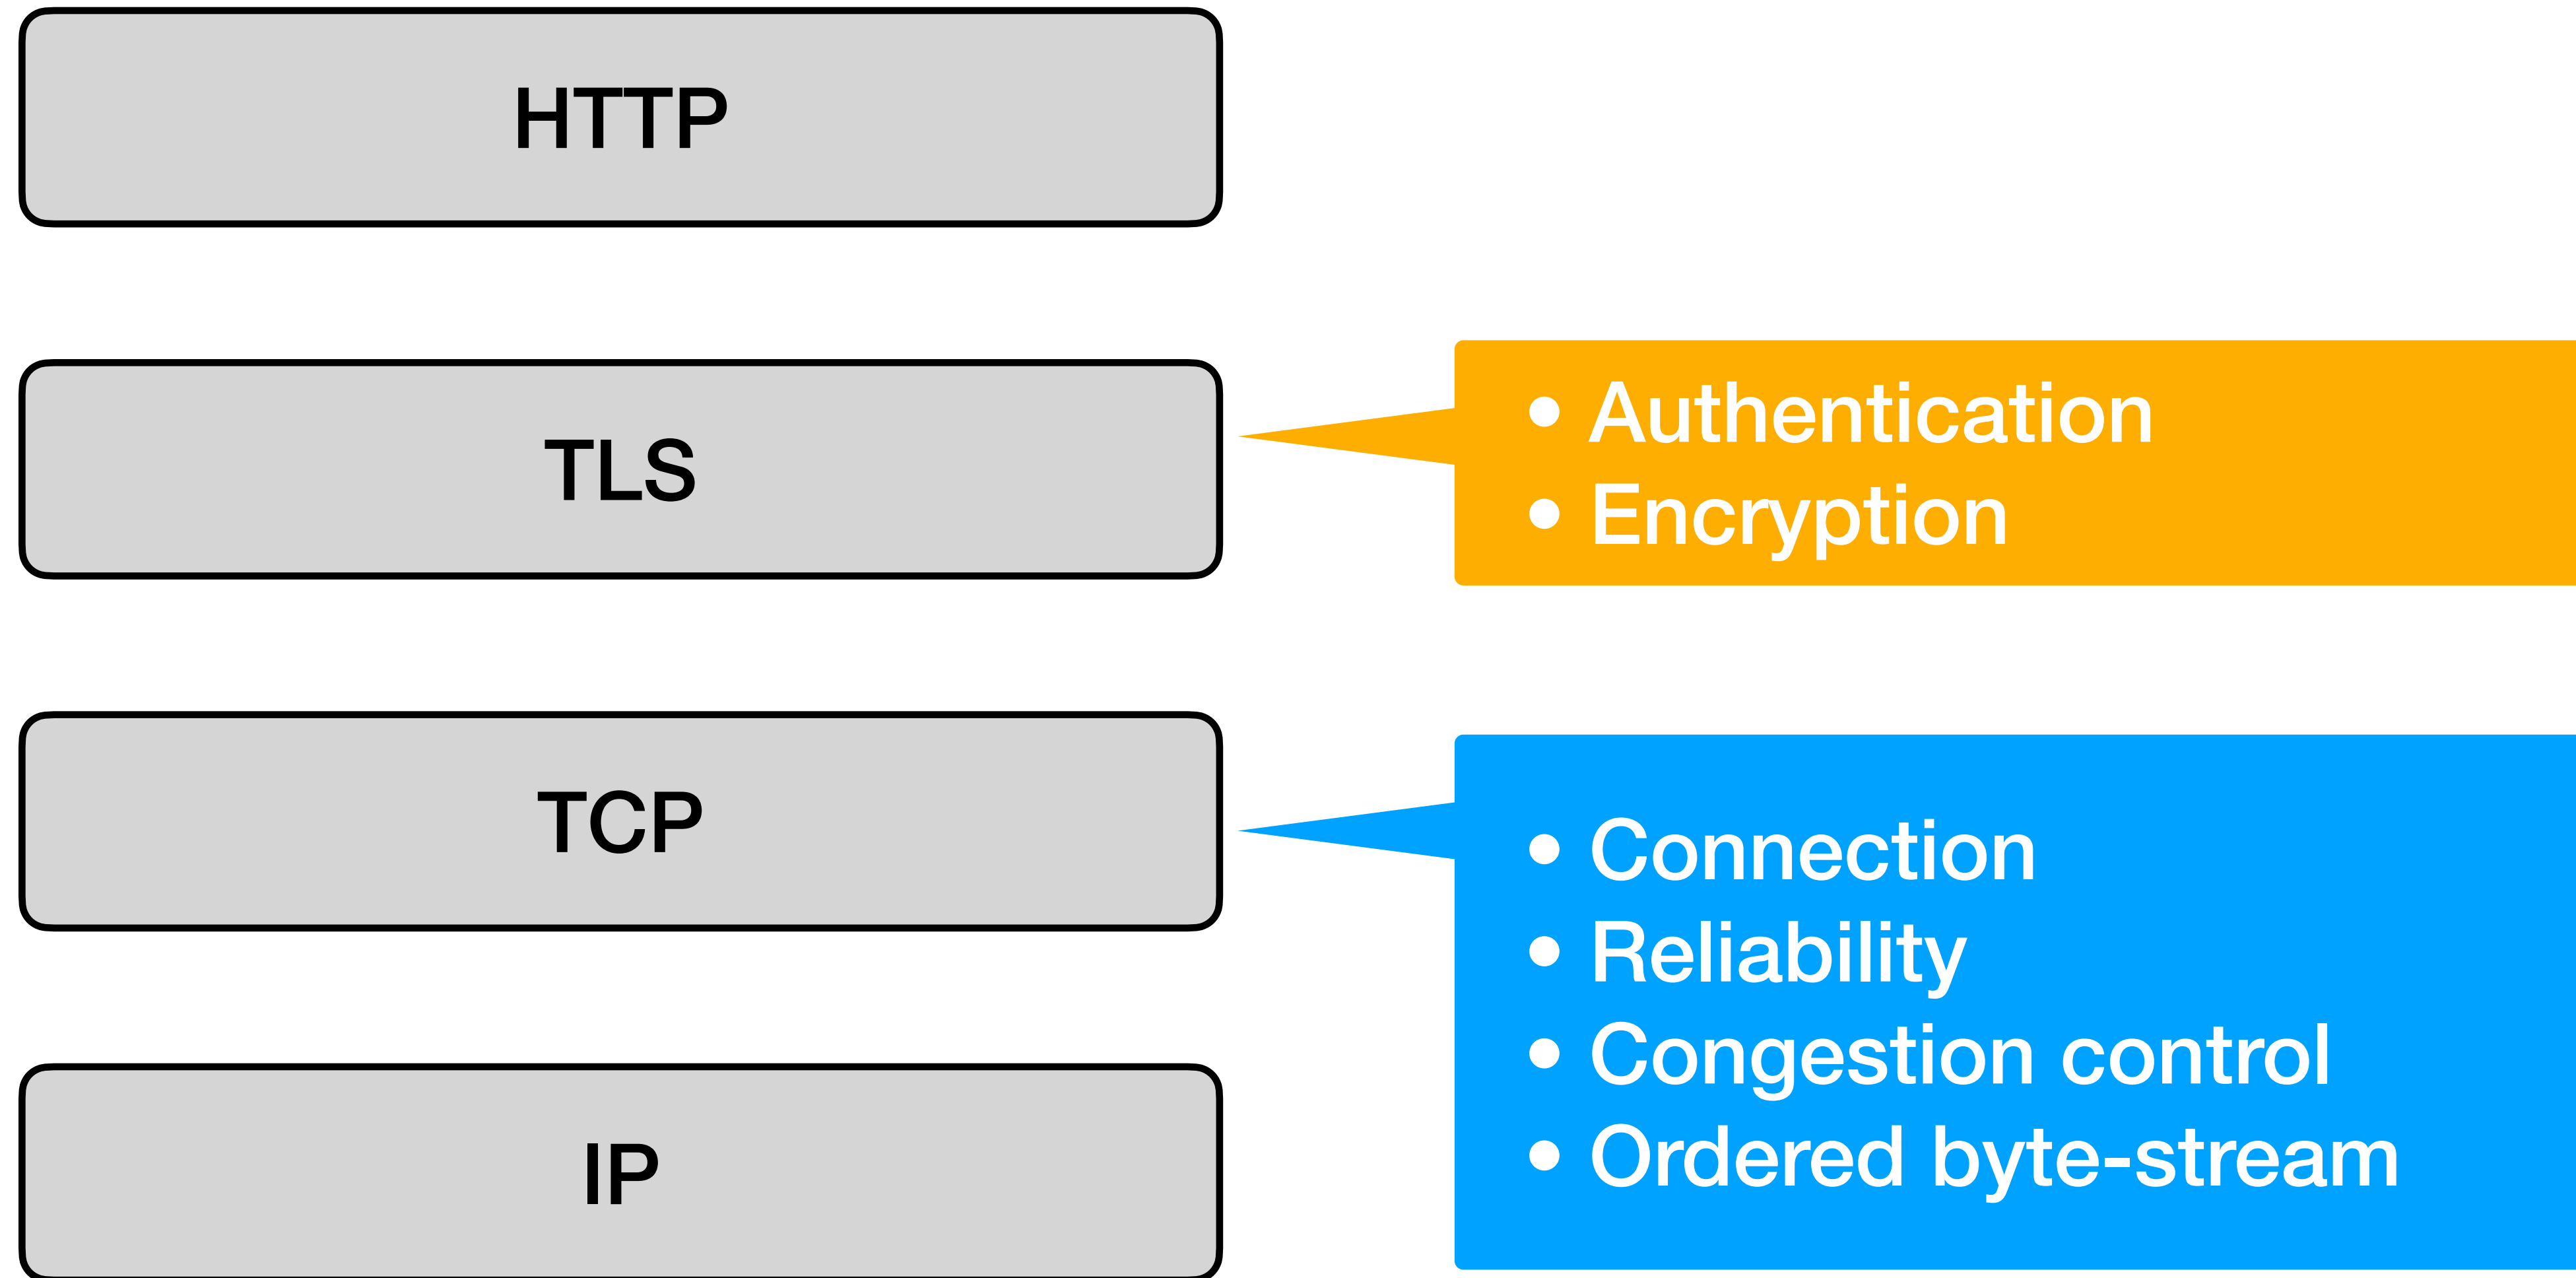 HTTP
TLS
• Authentication
• Encryption
TCP
• Connection
• Reliability
• Congestion control
• Ordered byte-stream
IP